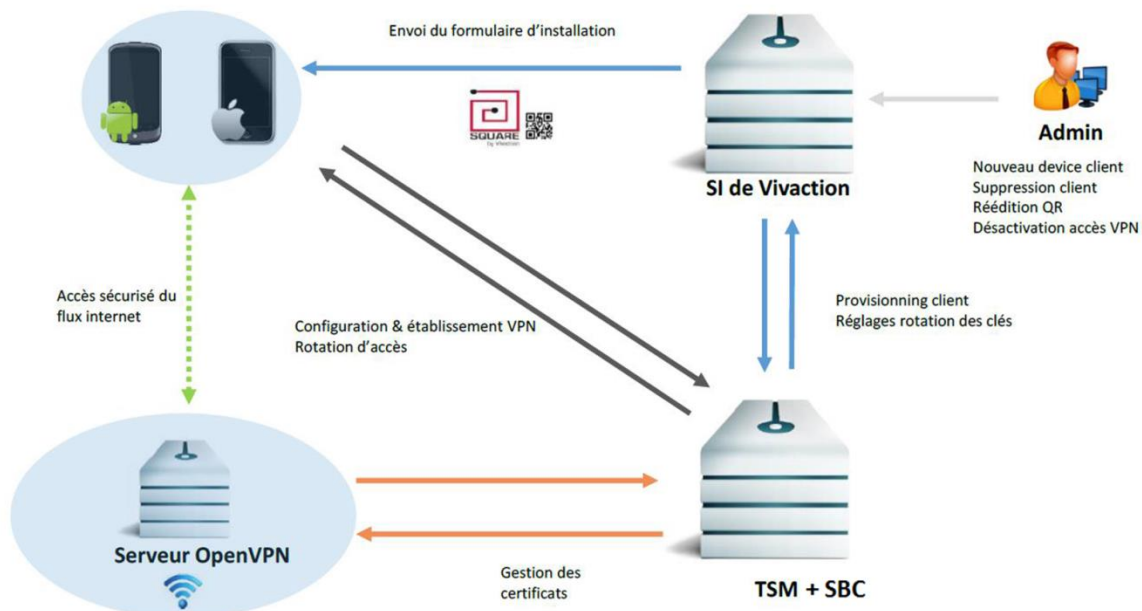 Envoi du formulaire d'installation
SQUARE
by Vivaction
SI de Vivaction
Admin
Nouveau device client
Suppression client
Réédition QR
Désactivation accès VPN
Accès sécurisé du
flux internet
Configuration & établissement VPN
Rotation d'accès
Provisionning client
Réglages rotation des clés
Serveur OpenVPN
Gestion des
certificats
TSM + SBC